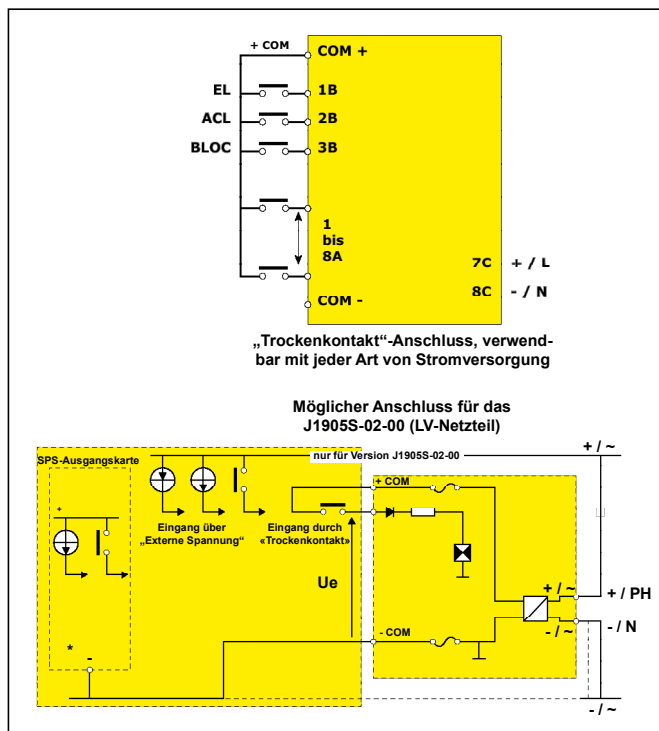 + COM
COM +
EL
1B
ACL
2B
BLOC
3B
1
bis
8A
7C
+ / L
8C
- / N
COM -
„Trockenkontakt“-Anschluss, verwend-
bar mit jeder Art von Stromversorgung
Möglicher Anschluss für das
J1905S-02-00 (LV-Netzteil)
+ / ~
nur für Version J1905S-02-00
SPS-Ausgangskarte
+ COM
+
Eingang über
„Externe Spannung“
Eingang durch
«Trockenkontakt»
Ue
+ / ~
+ / PH
- / ~
- / N
- COM
*
-
- / ~